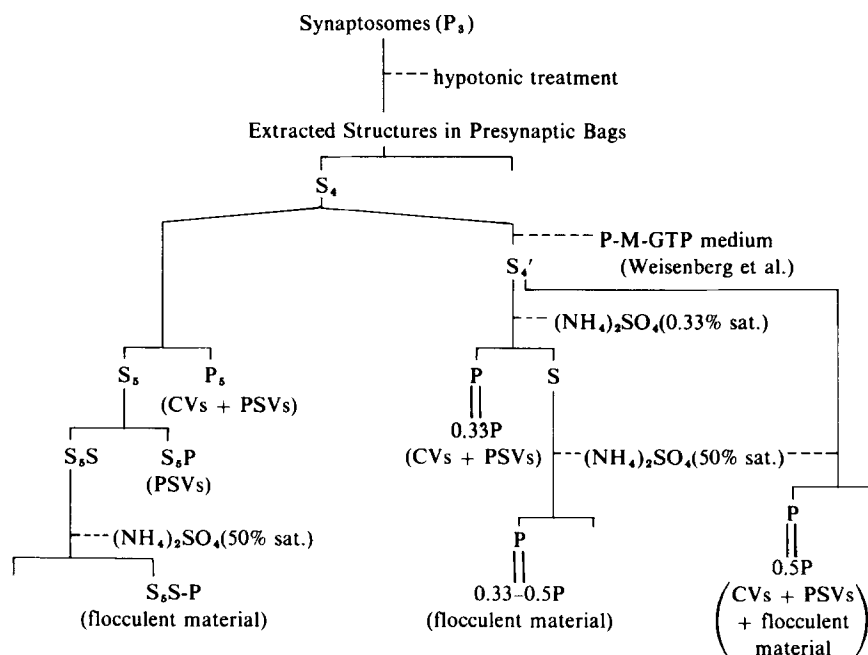 Synaptosomes (P₃)
hypotonic treatment
Extracted Structures in Presynaptic Bags
S₄
P-M-GTP medium
(Weisenberg et al.)
S₄′
(NH₄)₂SO₄(0.33% sat.)
S₅ P₅
(CVs + PSVs)
P S
0.33P
(CVs + PSVs)
S₅S S₅P
(PSVs)
(NH₄)₂SO₄(50% sat.)
(NH₄)₂SO₄(50% sat.)
S₅S-P
(flocculent material)
P
0.33-0.5P
(flocculent material)
P
0.5P
(CVs + PSVs
+ flocculent
material)